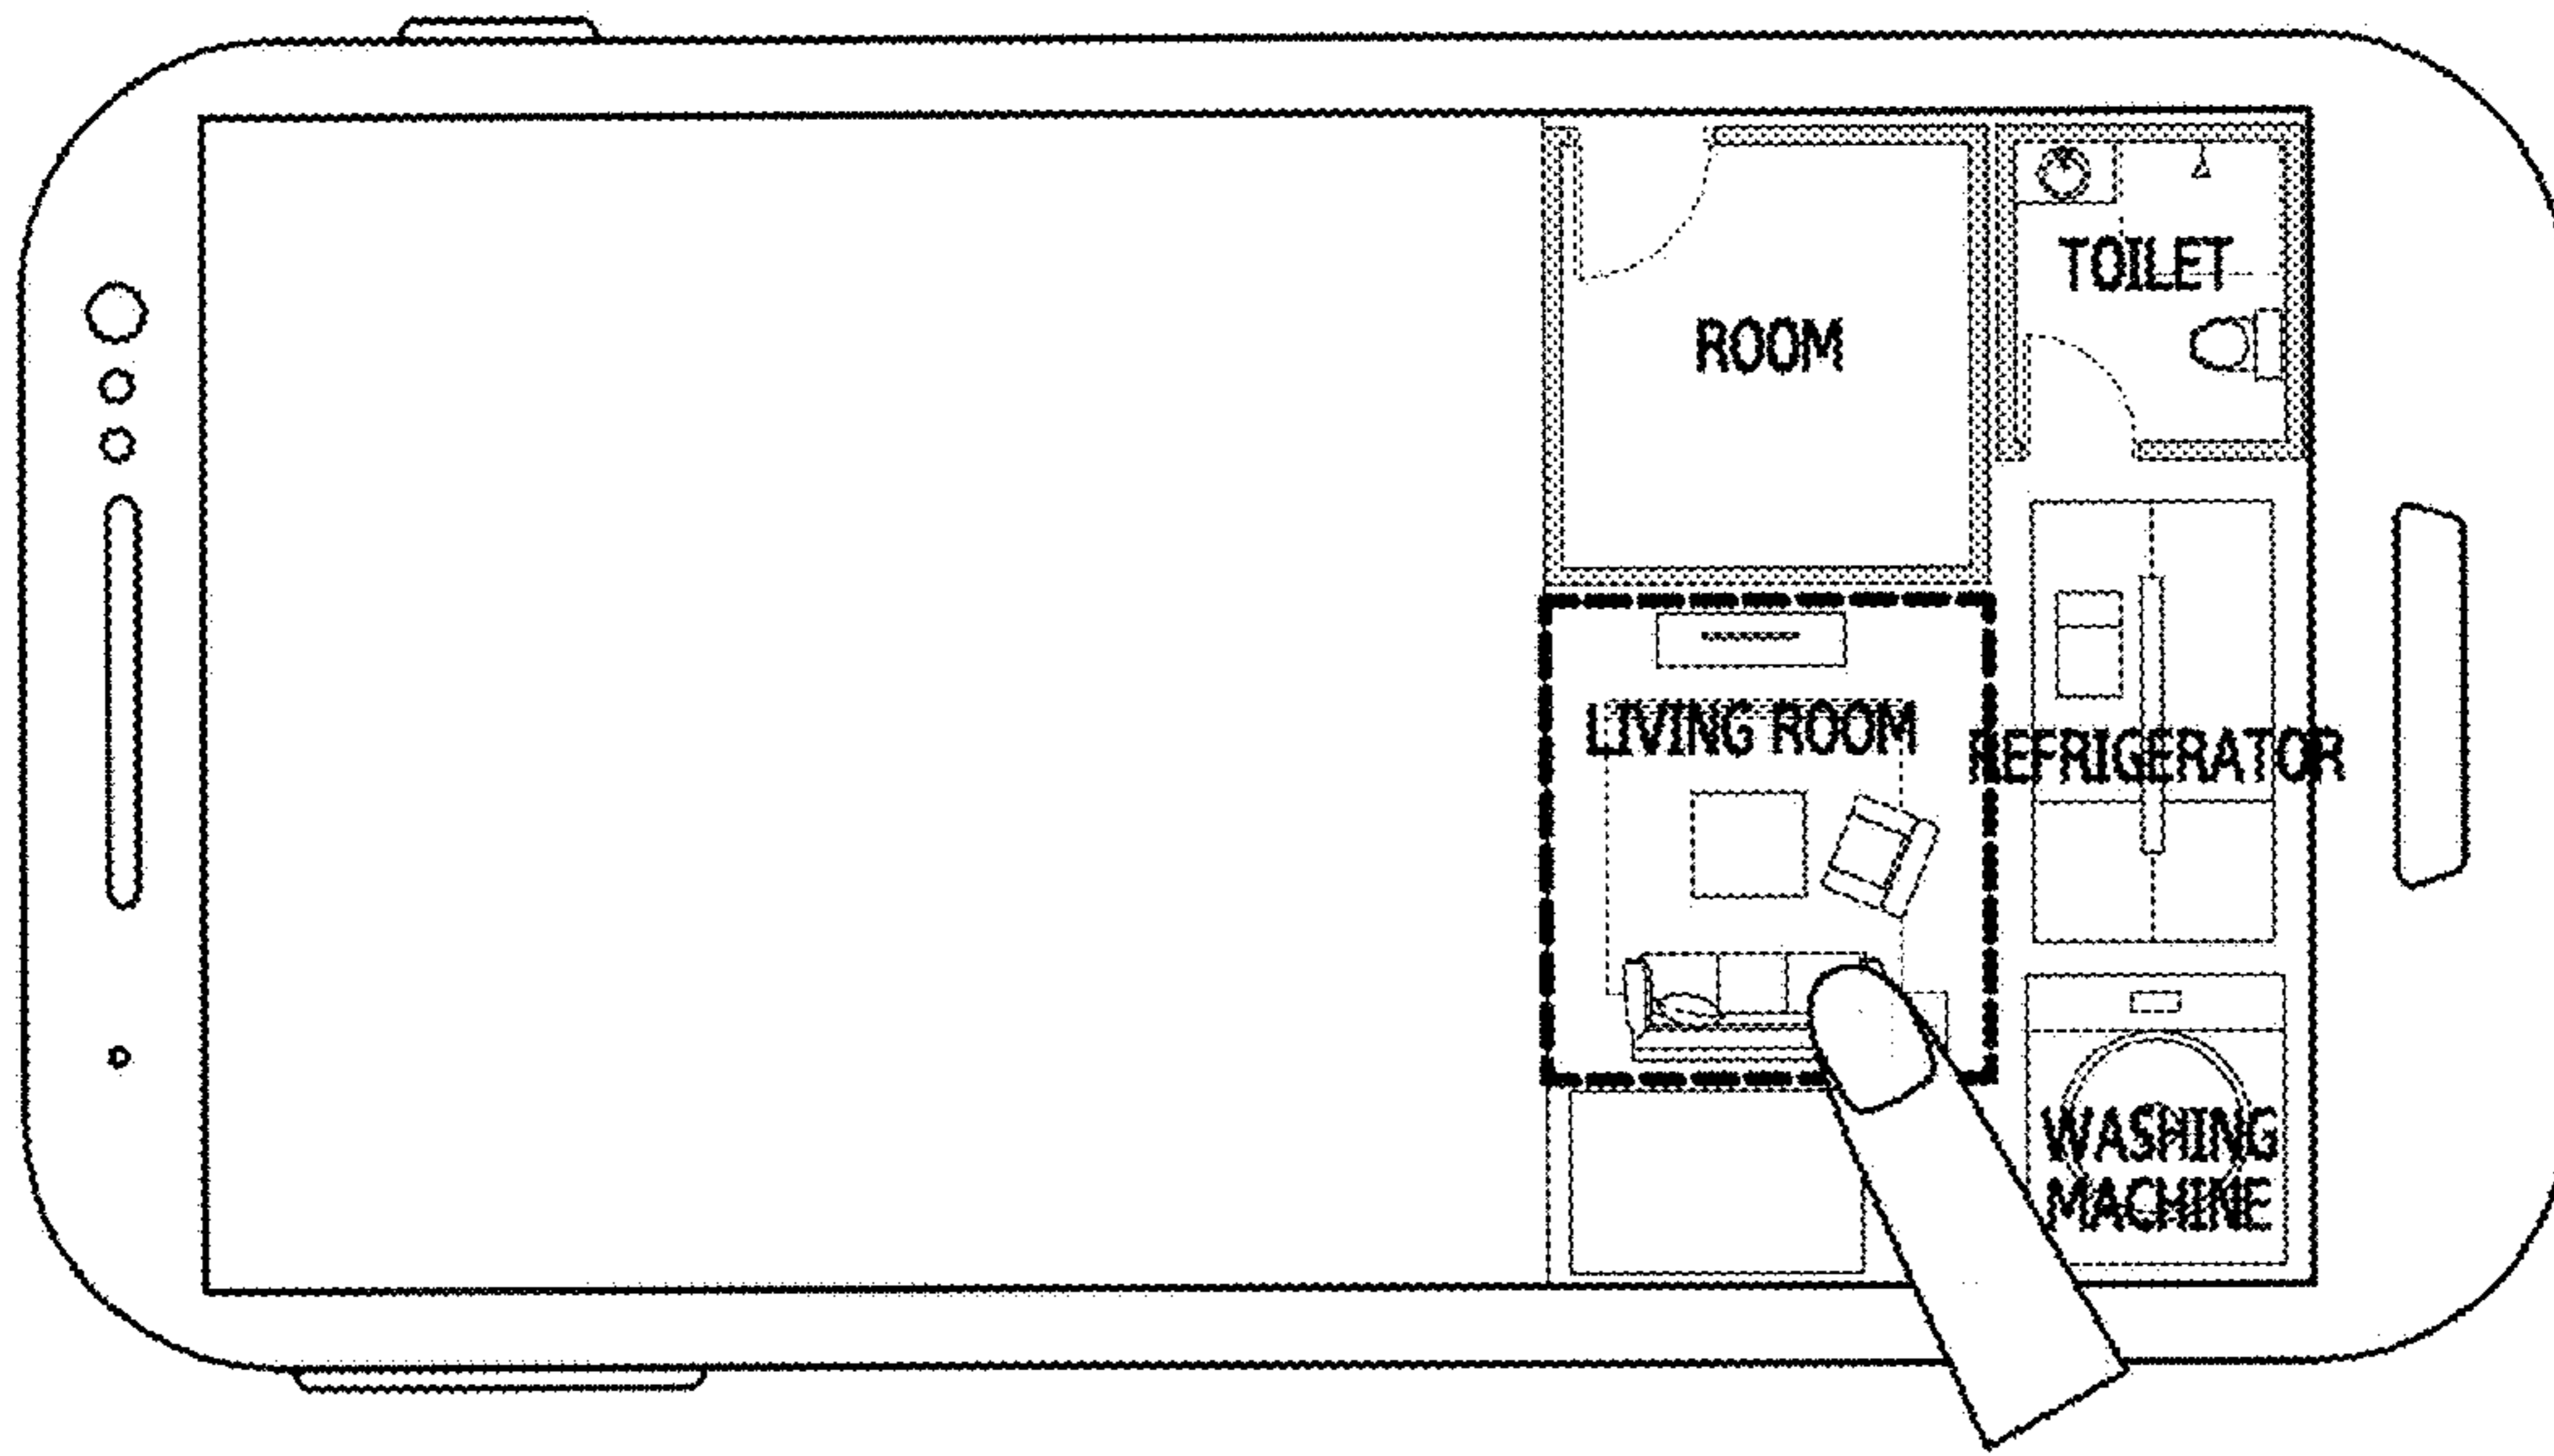 TOILET
ROOM
LIVING ROOM
REFRIGERATOR
WASHING
MACHINE